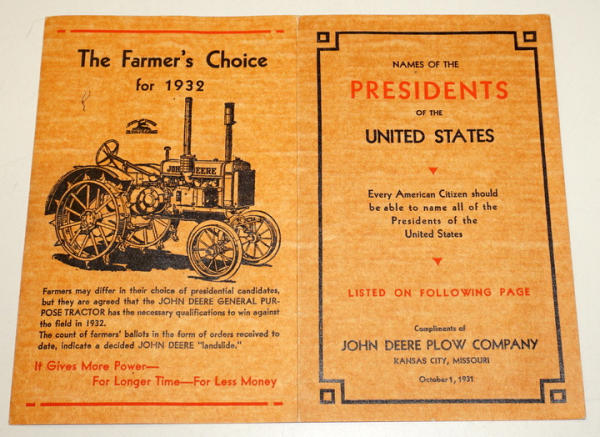 The Farmer's Choice
for 1932
JOHN DEERE
Farmers may differ in their choice of presidential candidates,
but they are agreed that the JOHN DEERE GENERAL PUR-
POSE TRACTOR has the necessary qualifications to win against
the field in 1932.
The count of farmers' ballots in the form of orders received to
date, indicate a decided JOHN DEERE "landslide."
It Gives More Power—
For Longer Time—For Less Money
NAMES OF THE
PRESIDENTS
OF THE
UNITED STATES
Every American Citizen should
be able to name all of the
Presidents of the
United States
LISTED ON FOLLOWING PAGE
Compliments of
JOHN DEERE PLOW COMPANY
KANSAS CITY, MISSOURI
October 1, 1931